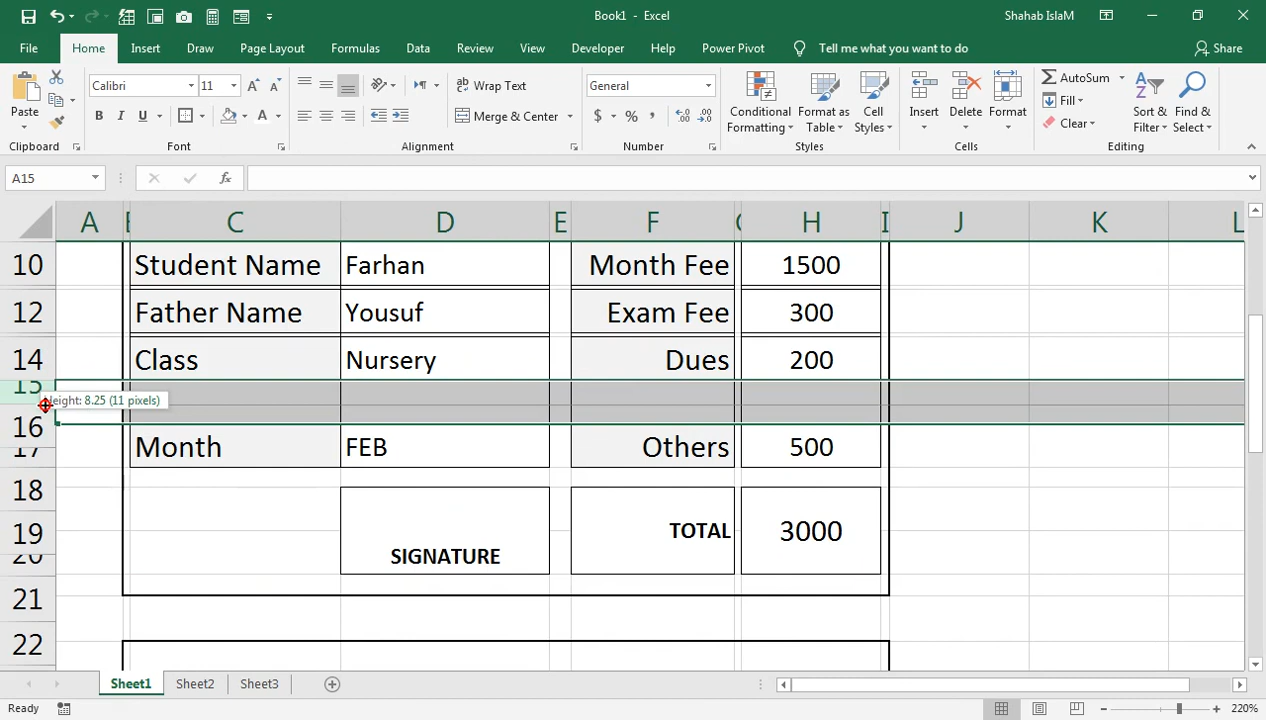 Book1 - Excel
Shahab IslaM
File Home Insert Draw Page Layout Formulas Data Review View Developer Help Power Pivot Tell me what you want to do Share
Paste
Clipboard
Calibri 11
B I U A
Font
Wrap Text
Merge & Center
Alignment
General
$ % ,
Number
Conditional Formatting
Format as Table
Cell Styles
Styles
Insert
Delete
Format
Cells
AutoSum
Fill
Clear
Sort & Filter
Find & Select
Editing
A15 fx
A C D E F H I J K L
10 Student Name Farhan Month Fee 1500
12 Father Name Yousuf Exam Fee 300
14 Class Nursery Dues 200
15
Height: 8.25 (11 pixels)
16
17 Month FEB Others 500
18
19 TOTAL 3000
20 SIGNATURE
21
22
Sheet1 Sheet2 Sheet3
Ready 220%